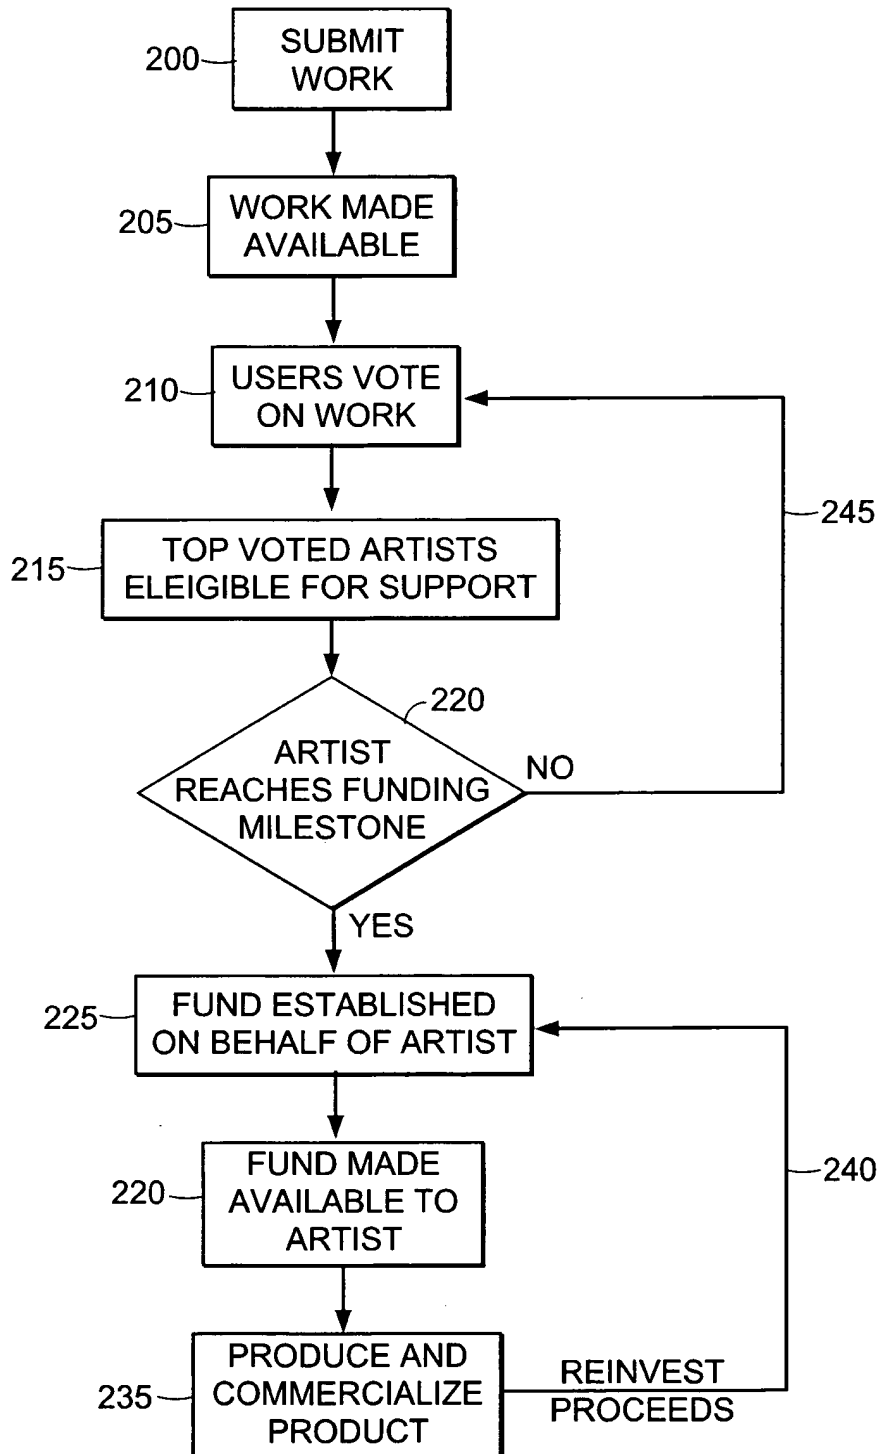 200
SUBMIT
WORK
205
WORK MADE
AVAILABLE
210
USERS VOTE
ON WORK
245
215
TOP VOTED ARTISTS
ELEIGIBLE FOR SUPPORT
220
ARTIST
REACHES FUNDING
MILESTONE
NO
YES
225
FUND ESTABLISHED
ON BEHALF OF ARTIST
220
FUND MADE
AVAILABLE TO
ARTIST
240
235
PRODUCE AND
COMMERCIALIZE
PRODUCT
REINVEST
PROCEEDS